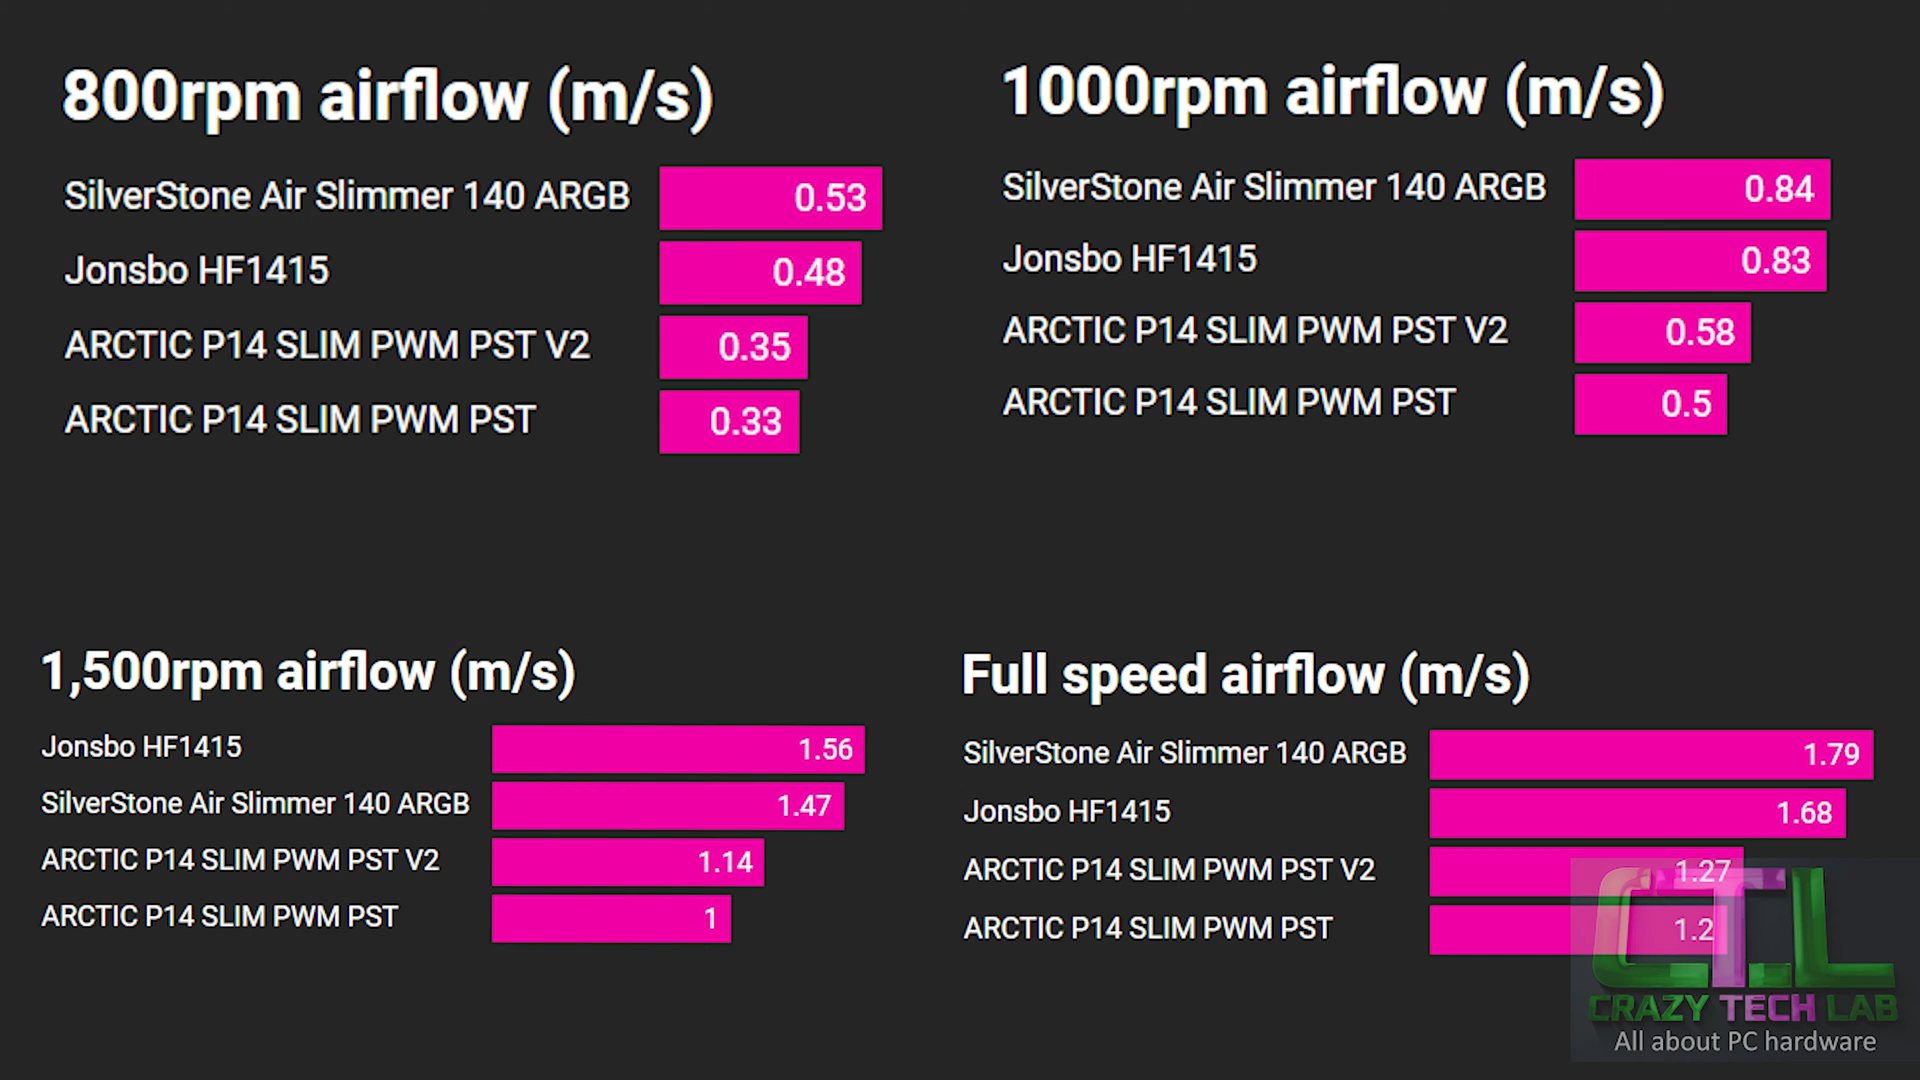 800rpm airflow (m/s)
SilverStone Air Slimmer 140 ARGB 0.53
Jonsbo HF1415 0.48
ARCTIC P14 SLIM PWM PST V2 0.35
ARCTIC P14 SLIM PWM PST 0.33
1000rpm airflow (m/s)
SilverStone Air Slimmer 140 ARGB 0.84
Jonsbo HF1415 0.83
ARCTIC P14 SLIM PWM PST V2 0.58
ARCTIC P14 SLIM PWM PST 0.5
1,500rpm airflow (m/s)
Jonsbo HF1415 1.56
SilverStone Air Slimmer 140 ARGB 1.47
ARCTIC P14 SLIM PWM PST V2 1.14
ARCTIC P14 SLIM PWM PST 1
Full speed airflow (m/s)
SilverStone Air Slimmer 140 ARGB 1.79
Jonsbo HF1415 1.68
ARCTIC P14 SLIM PWM PST V2 1.27
ARCTIC P14 SLIM PWM PST 1.2
CTL
CRAZY TECH LAB
All about PC hardware